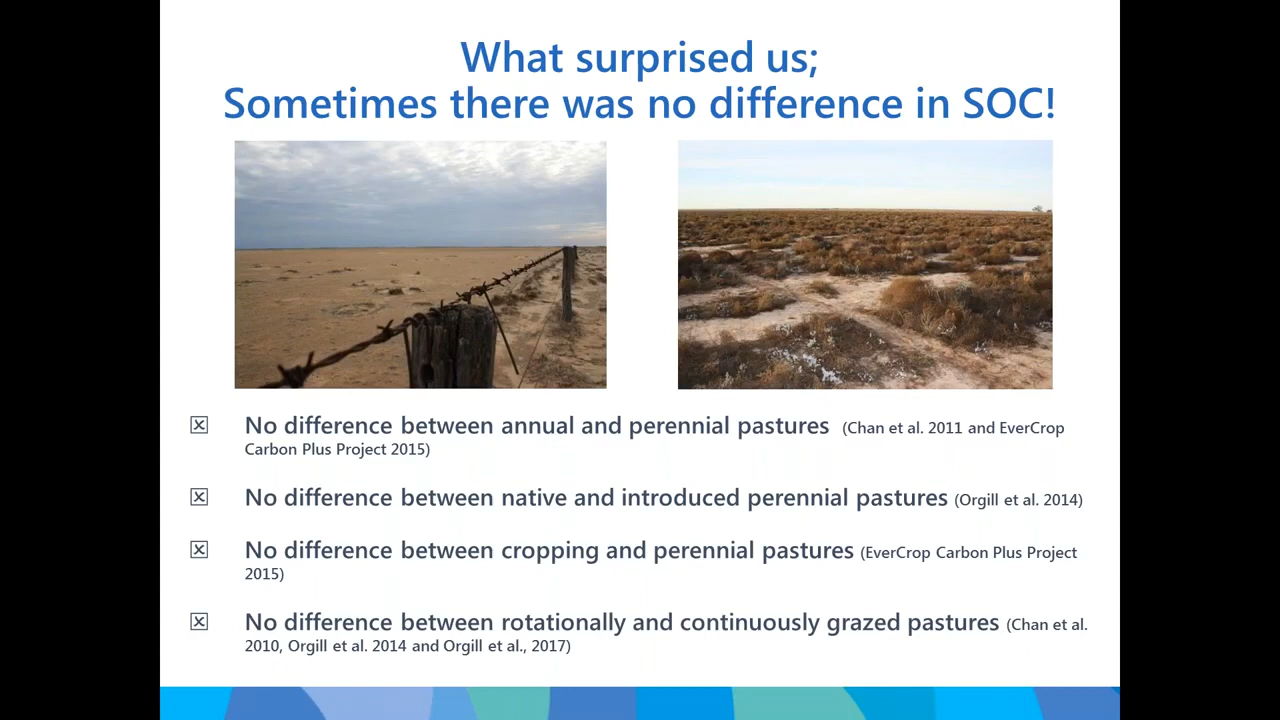 What surprised us;
Sometimes there was no difference in SOC!
No difference between annual and perennial pastures (Chan et al. 2011 and EverCrop
Carbon Plus Project 2015)
No difference between native and introduced perennial pastures (Orgill et al. 2014)
No difference between cropping and perennial pastures (EverCrop Carbon Plus Project
2015)
No difference between rotationally and continuously grazed pastures (Chan et al.
2010, Orgill et al. 2014 and Orgill et al., 2017)